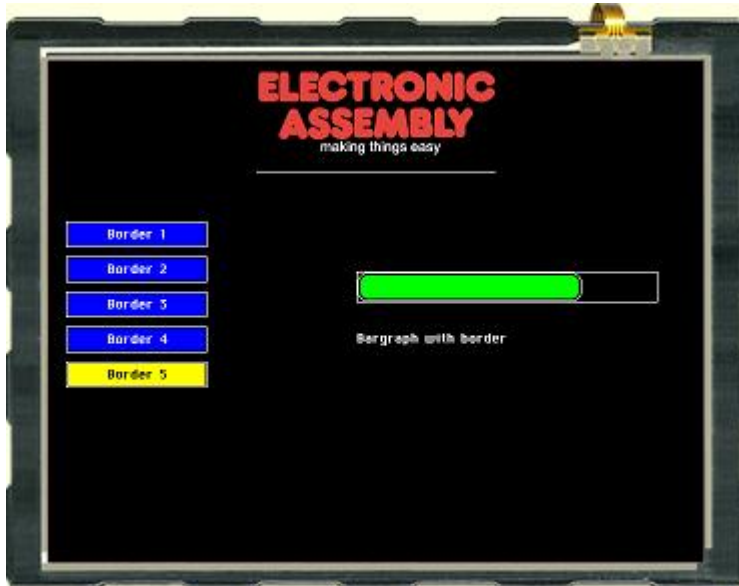 ELECTRONIC
ASSEMBLY
making things easy
Border 1
Border 2
Border 3
Border 4
Border 5
Bargraph with border